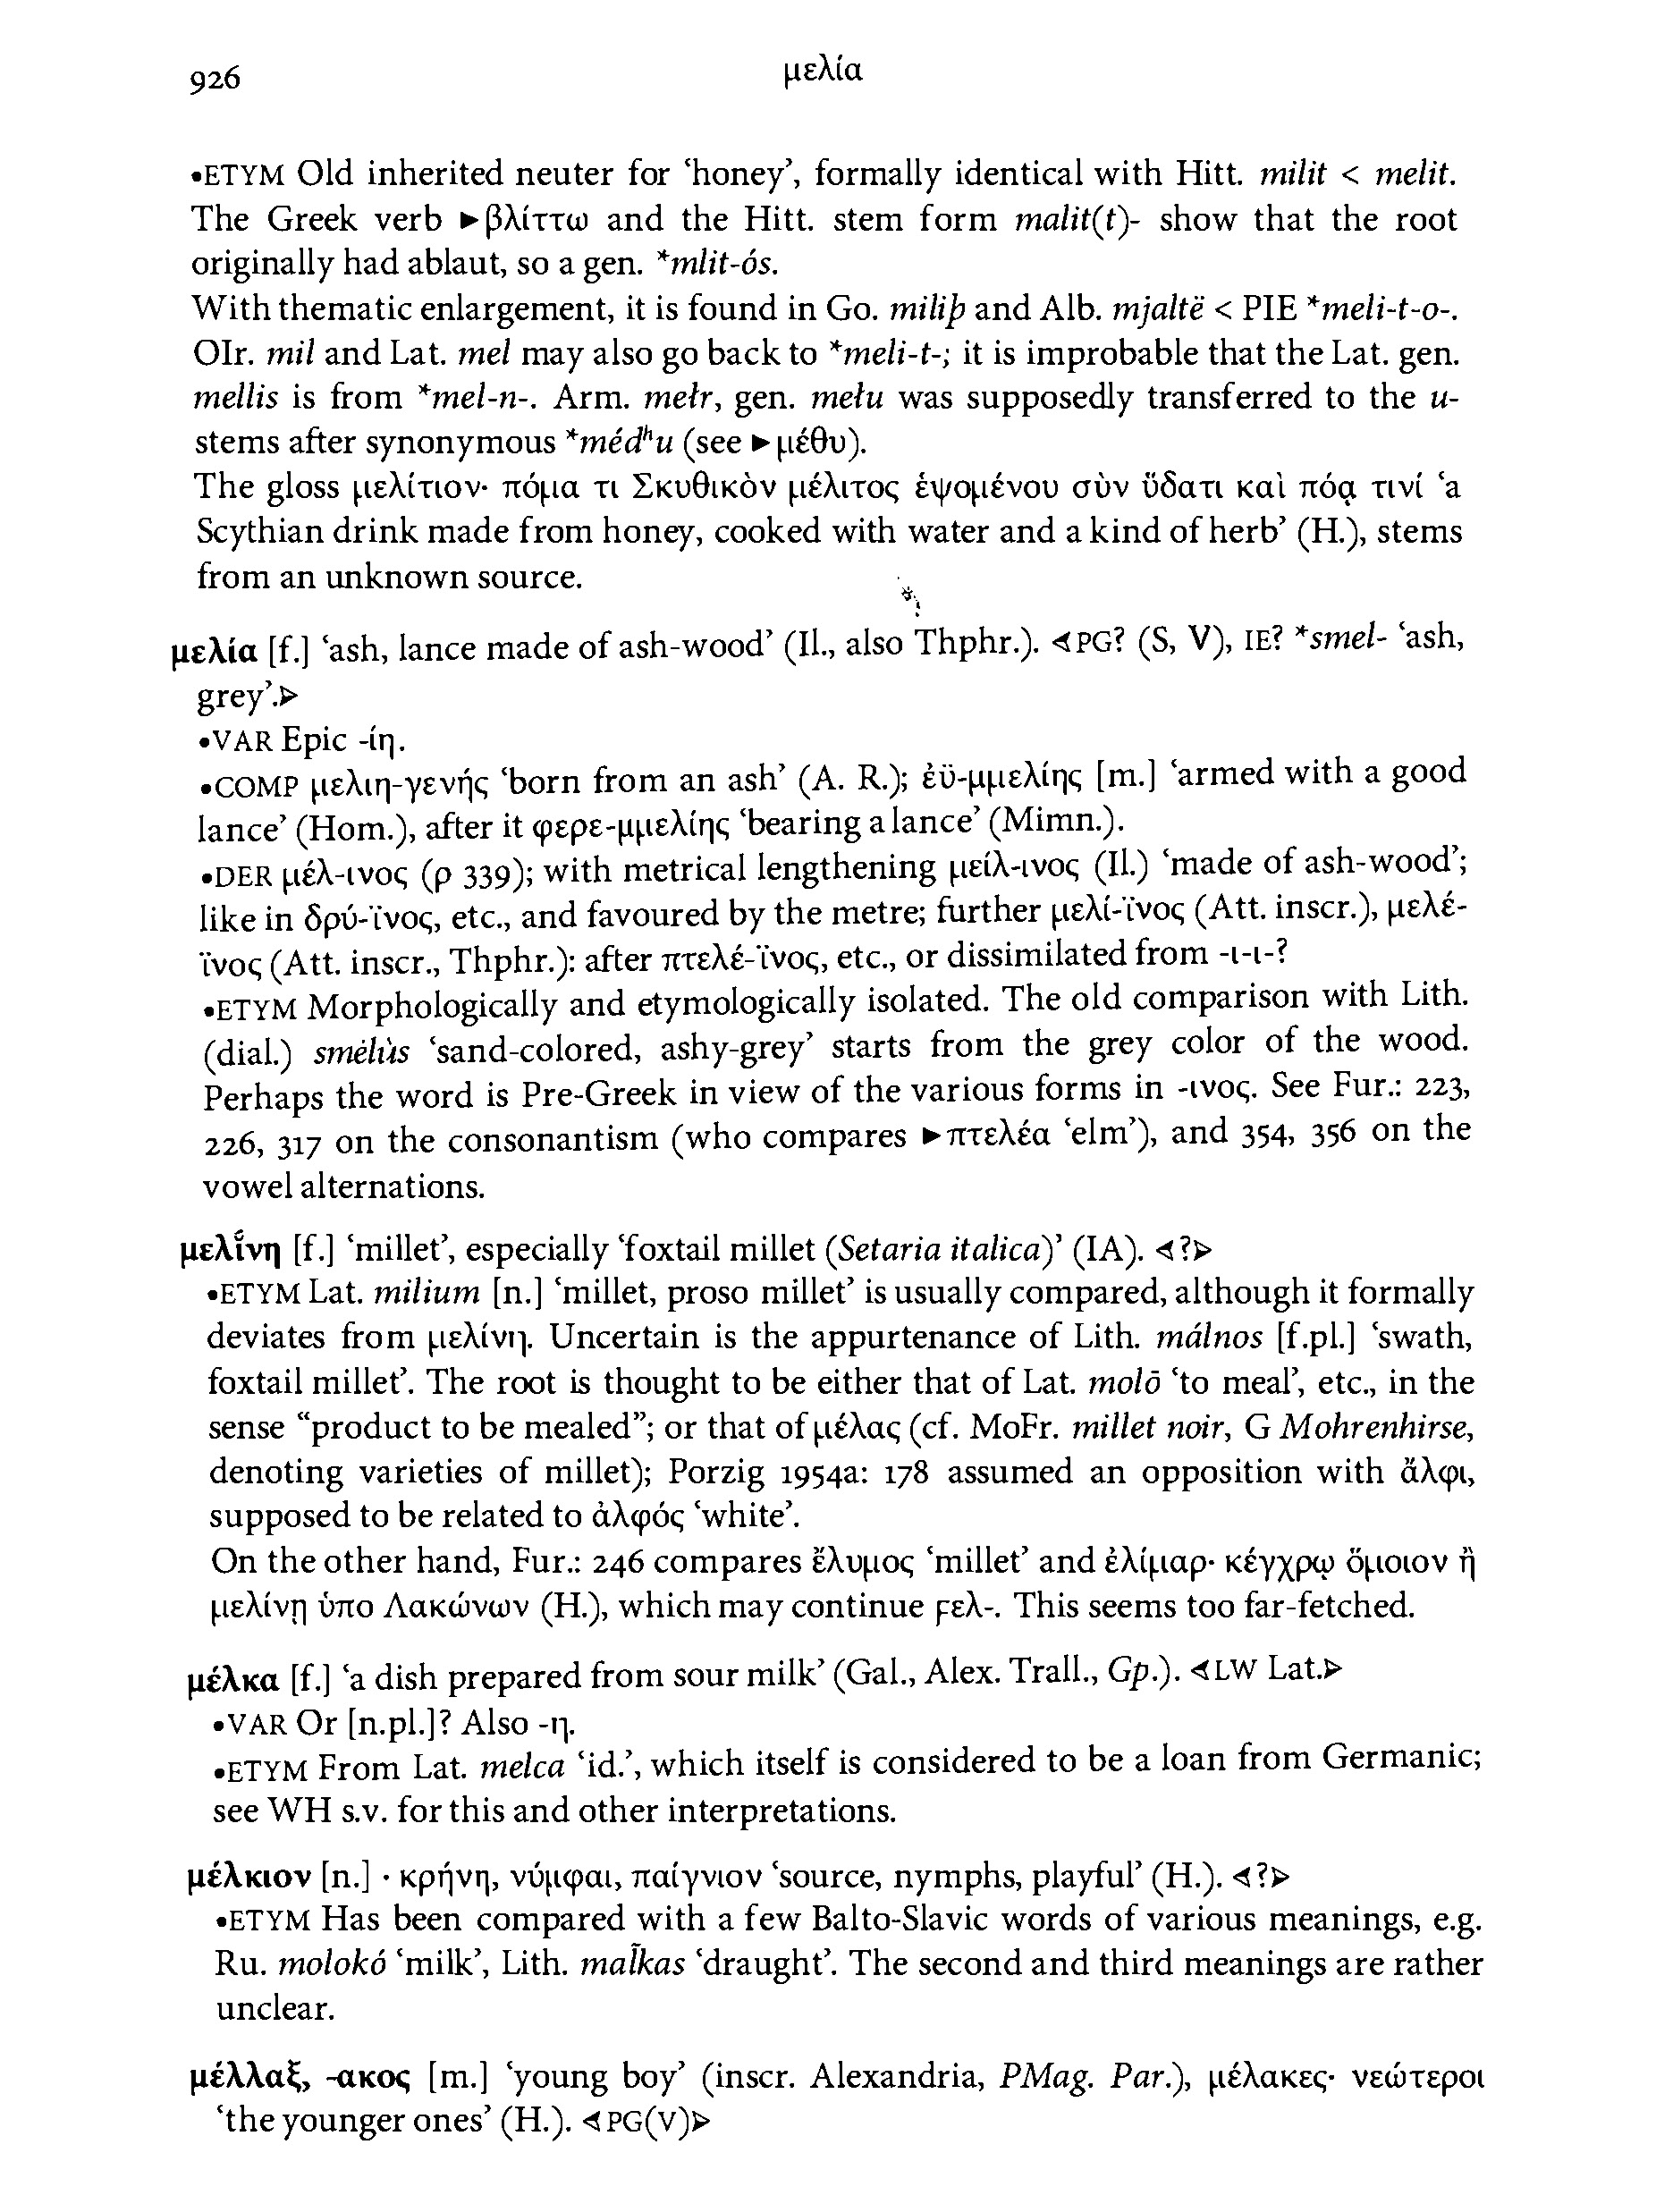 926
μελία
•ETYM Old inherited neuter for ‘honey’, formally identical with Hitt. milit < melit.
The Greek verb ►βλίττω and the Hitt. stem form malit(t)- show that the root
originally had ablaut, so a gen. *mlit-ós.
With thematic enlargement, it is found in Go. miliþ and Alb. mjaltë < PIE *meli-t-o-.
OIr. mil and Lat. mel may also go back to *meli-t-; it is improbable that the Lat. gen.
mellis is from *mel-n-. Arm. mełr, gen. mełu was supposedly transferred to the u-
stems after synonymous *médʰu (see ►μέθυ).
The gloss μελίτιον· πόμα τι Σκυθικὸν μέλιτος ἑψομένου σὺν ὕδατι καὶ πόᾳ τινί ‘a
Scythian drink made from honey, cooked with water and a kind of herb’ (H.), stems
from an unknown source.
μελία [f.] ‘ash, lance made of ash-wood’ (Il., also Thphr.). ⊲PG? (S, V), IE? *smel- ‘ash,
grey’.⊳
•VAR Epic -ίη.
•COMP μελιη-γενής ‘born from an ash’ (A. R.); ἐϋ-μμελίης [m.] ‘armed with a good
lance’ (Hom.), after it φερε-μμελίης ‘bearing a lance’ (Mimn.).
•DER μέλ-ινος (ρ 339); with metrical lengthening μείλ-ινος (Il.) ‘made of ash-wood’;
like in δρύ-ϊνος, etc., and favoured by the metre; further μελί-ϊνος (Att. inscr.), μελέ-
ϊνος (Att. inscr., Thphr.): after πτελέ-ϊνος, etc., or dissimilated from -ι-ι-?
•ETYM Morphologically and etymologically isolated. The old comparison with Lith.
(dial.) smėlùs ‘sand-colored, ashy-grey’ starts from the grey color of the wood.
Perhaps the word is Pre-Greek in view of the various forms in -ινος. See Fur.: 223,
226, 317 on the consonantism (who compares ►πτελέα ‘elm’), and 354, 356 on the
vowel alternations.
μελί̄νη [f.] ‘millet’, especially ‘foxtail millet (Setaria italica)’ (IA). ⊲?⊳
•ETYM Lat. milium [n.] ‘millet, proso millet’ is usually compared, although it formally
deviates from μελίνη. Uncertain is the appurtenance of Lith. málnos [f.pl.] ‘swath,
foxtail millet’. The root is thought to be either that of Lat. molō ‘to meal’, etc., in the
sense “product to be mealed”; or that of μέλας (cf. MoFr. millet noir, G Mohrenhirse,
denoting varieties of millet); Porzig 1954a: 178 assumed an opposition with ἄλφι,
supposed to be related to ἀλφός ‘white’.
On the other hand, Fur.: 246 compares ἔλυμος ‘millet’ and ἐλίμαρ· κέγχρῳ ὅμοιον ἢ
μελίνῃ ὑπο Λακώνων (H.), which may continue ϝελ-. This seems too far-fetched.
μέλκα [f.] ‘a dish prepared from sour milk’ (Gal., Alex. Trall., Gp.). ⊲LW Lat.⊳
•VAR Or [n.pl.]? Also -η.
•ETYM From Lat. melca ‘id.’, which itself is considered to be a loan from Germanic;
see WH s.v. for this and other interpretations.
μέλκιον [n.] · κρήνη, νύμφαι, παίγνιον ‘source, nymphs, playful’ (H.). ⊲?⊳
•ETYM Has been compared with a few Balto-Slavic words of various meanings, e.g.
Ru. molokó ‘milk’, Lith. mal̃kas ‘draught’. The second and third meanings are rather
unclear.
μέλλαξ, -ακος [m.] ‘young boy’ (inscr. Alexandria, PMag. Par.), μέλακες· νεώτεροι
‘the younger ones’ (H.). ⊲PG(V)⊳